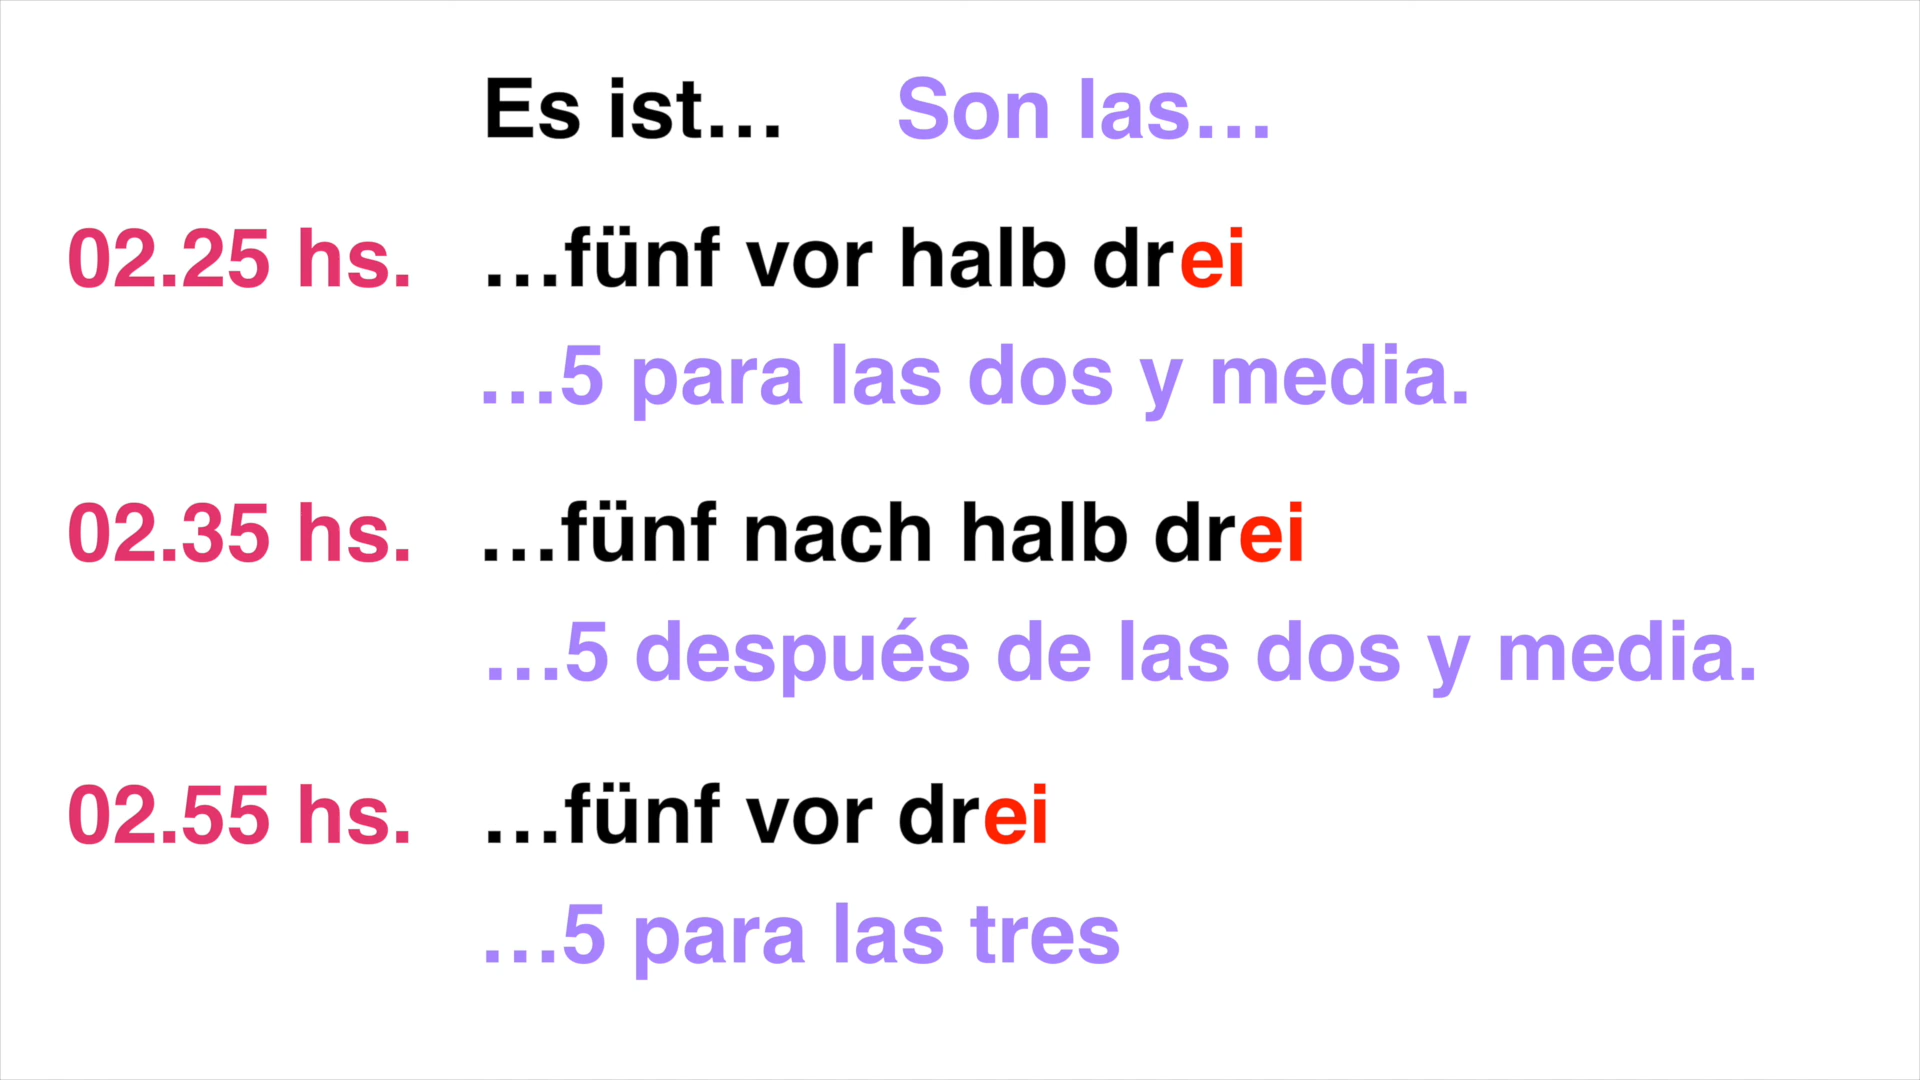 Es ist... Son las...
02.25 hs. ...fünf vor halb drei
...5 para las dos y media.
02.35 hs. ...fünf nach halb drei
...5 después de las dos y media.
02.55 hs. ...fünf vor drei
...5 para las tres